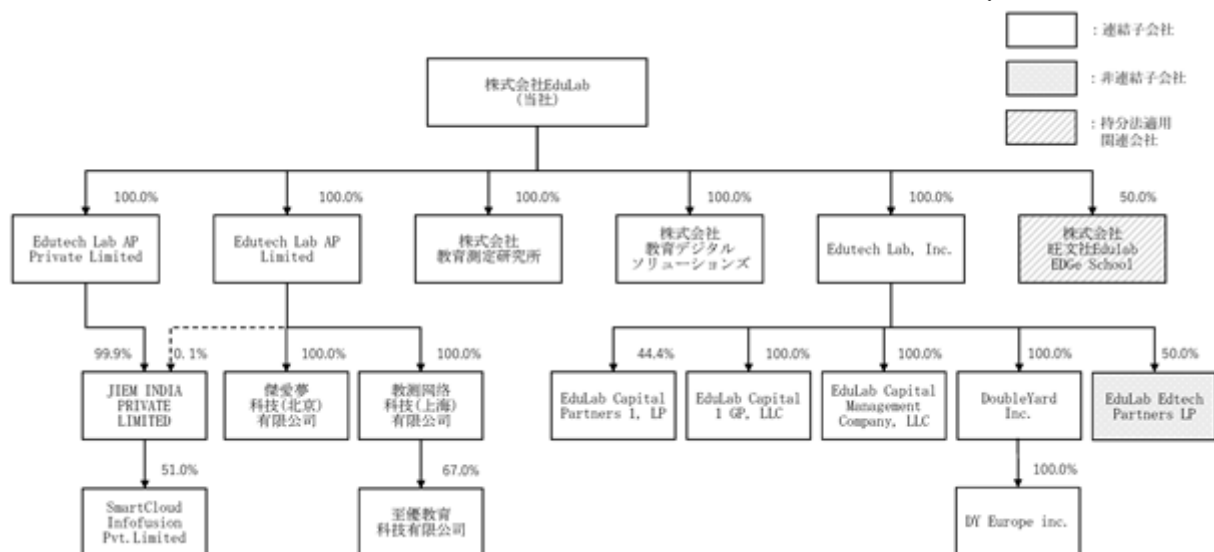 ：連結子会社
：非連結子会社
：持分法適用
関連会社
株式会社EduLab
(当社)
100.0%
100.0%
100.0%
100.0%
100.0%
50.0%
Edutech Lab AP
Private Limited
Edutech Lab AP
Limited
株式会社
教育測定研究所
株式会社
教育デジタル
ソリューションズ
Edutech Lab, Inc.
株式会社
旺文社Edulab
EDGe School
99.9%
0.1%
100.0%
100.0%
44.4%
100.0%
100.0%
100.0%
50.0%
JIEM INDIA
PRIVATE
LIMITED
傑愛夢
科技(北京)
有限公司
教測网络
科技(上海)
有限公司
EduLab Capital
Partners 1, LP
EduLab Capital
1 GP, LLC
EduLab Capital
Management
Company, LLC
DoubleYard
Inc.
EduLab Edtech
Partners LP
51.0%
67.0%
100.0%
SmartCloud
Infofusion
Pvt.Limited
至優教育
科技有限公司
DY Europe inc.